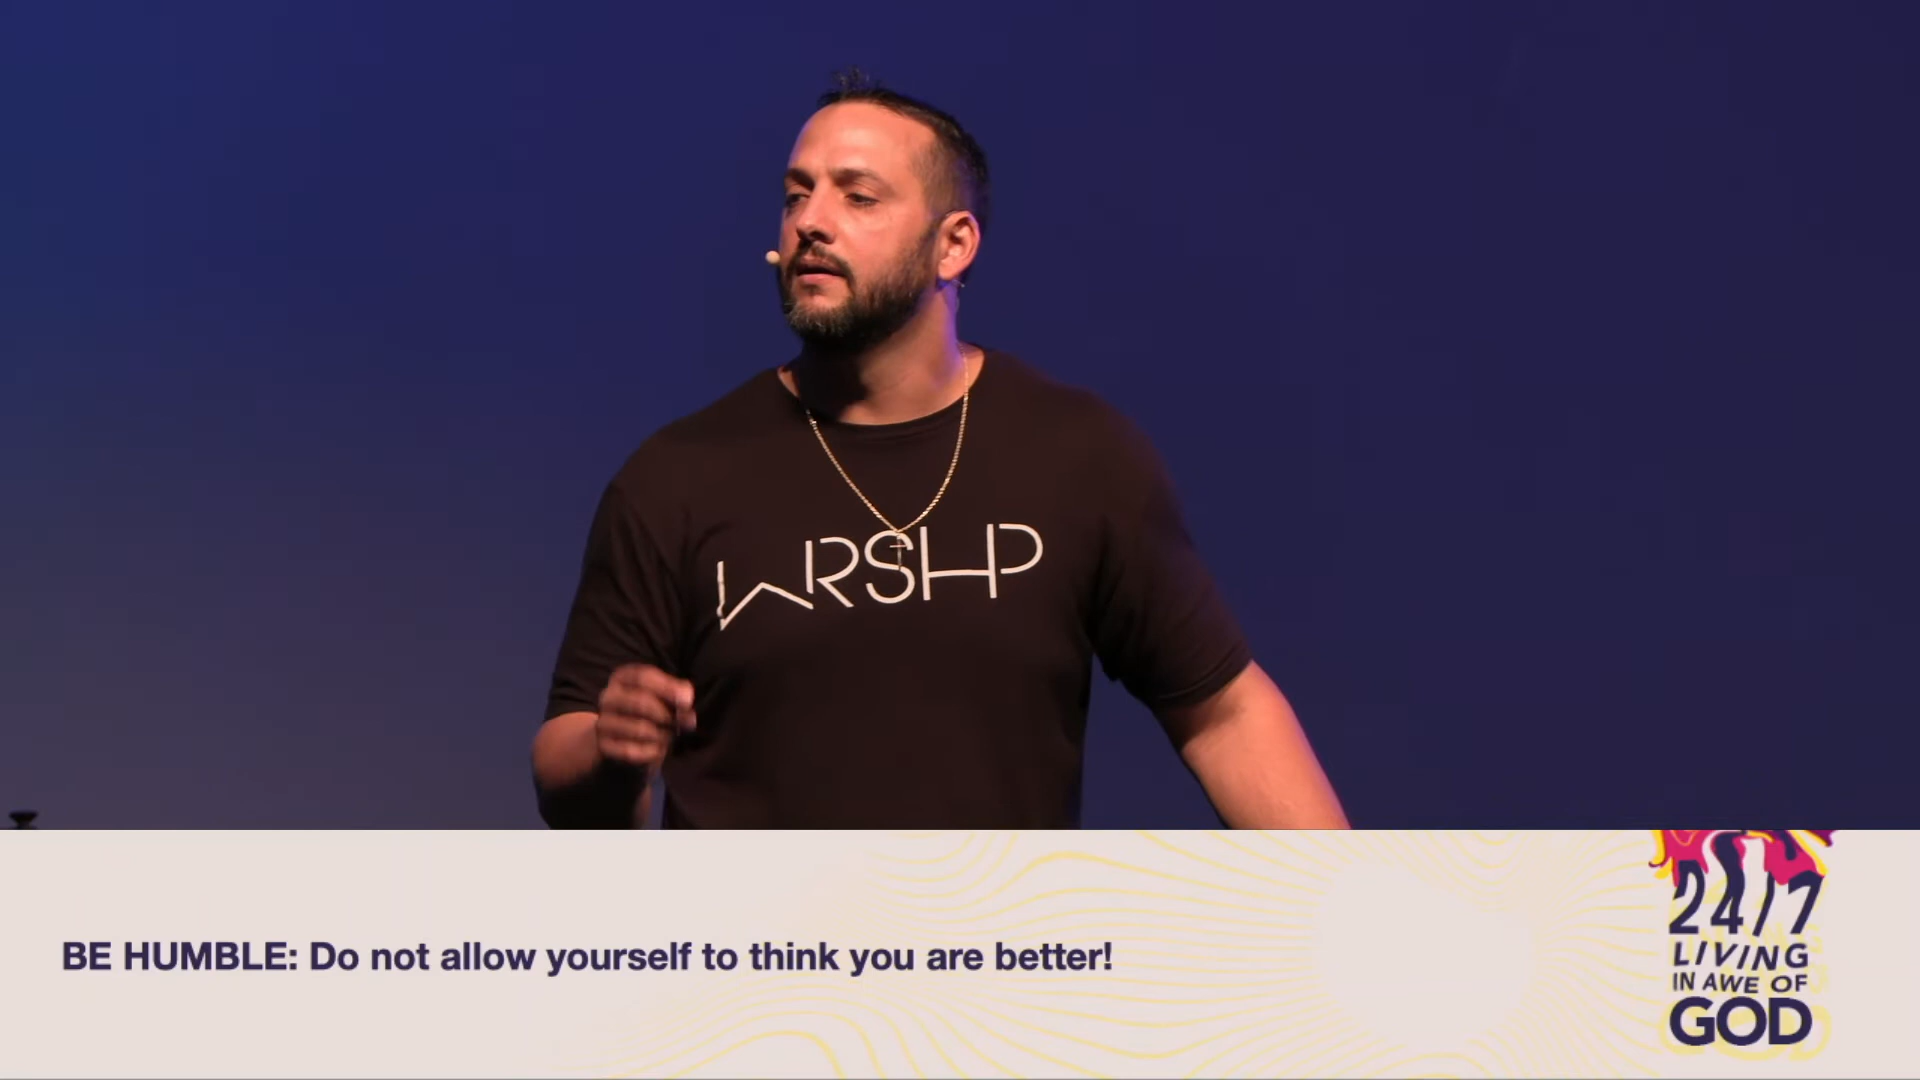 WRSHP
BE HUMBLE: Do not allow yourself to think you are better!
24/7
LIVING
IN AWE OF
GOD